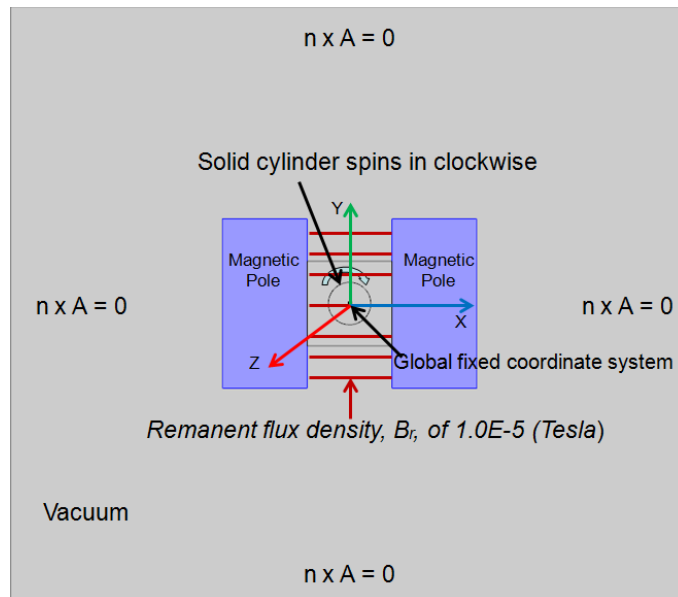 n x A = 0
Solid cylinder spins in clockwise
Y
Magnetic
Pole
Magnetic
Pole
n x A = 0
n x A = 0
X
Z
Global fixed coordinate system
Remanent flux density, Br, of 1.0E-5 (Tesla)
Vacuum
n x A = 0